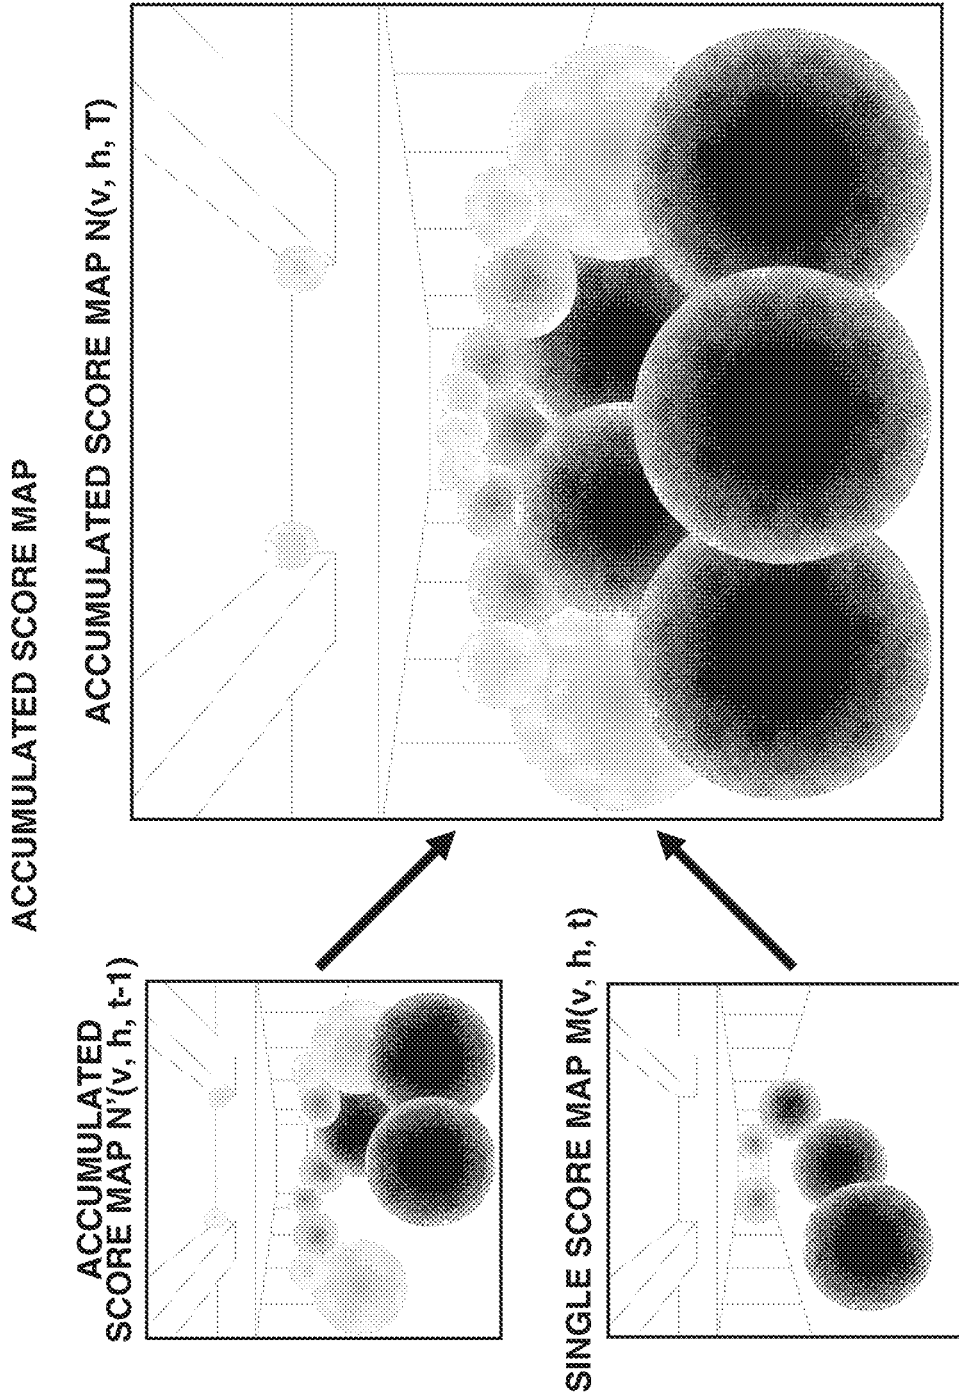 ACCUMULATED SCORE MAP
ACCUMULATED
SCORE MAP N'(v, h, t-1)
SINGLE SCORE MAP M(v, h, t)
ACCUMULATED SCORE MAP N(v, h, T)